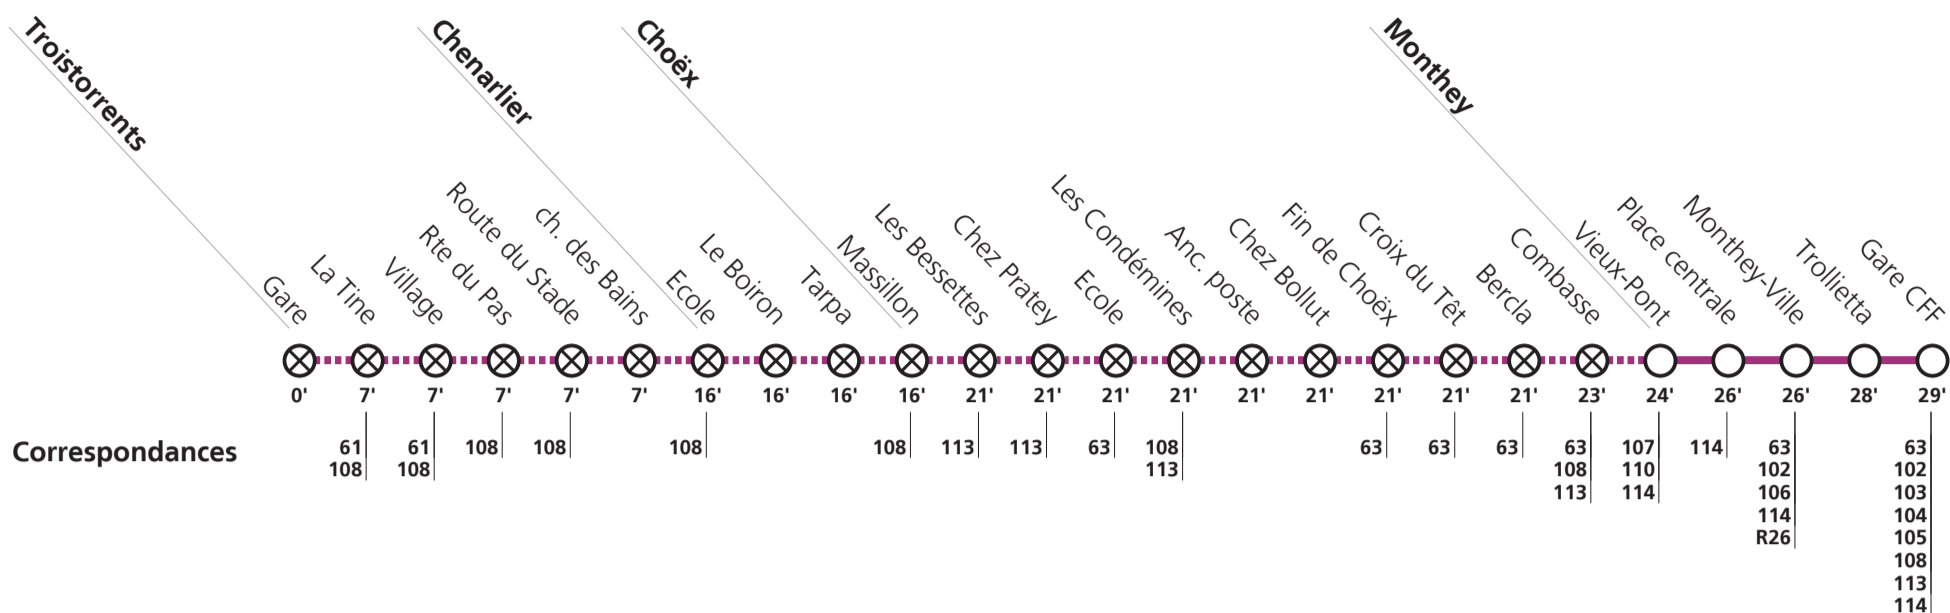 Troistorrents
Chenarlier
Choëx
Monthey
Gare
La Tine
Village
Rte du Pas
Route du Stade
ch. des Bains
Ecole
Le Boiron
Tarpa
Massillon
Les Bessettes
Chez Pratey
Ecole
Les Condémines
Anc. poste
Chez Bollut
Fin de Choëx
Croix du Têt
Bercla
Combasse
Vieux-Pont
Place centrale
Monthey-Ville
Trollietta
Gare CFF
0' 7' 7' 7' 7' 7' 16' 16' 16' 16' 21' 21' 21' 21' 21' 21' 21' 21' 21' 23' 24' 26' 26' 28' 29'
Correspondances
61
108
61
108
108
108
108
108
113
113
63
108
113
63
63
63
63
108
113
107
110
114
114
63
102
106
114
R26
63
102
103
104
105
108
113
114